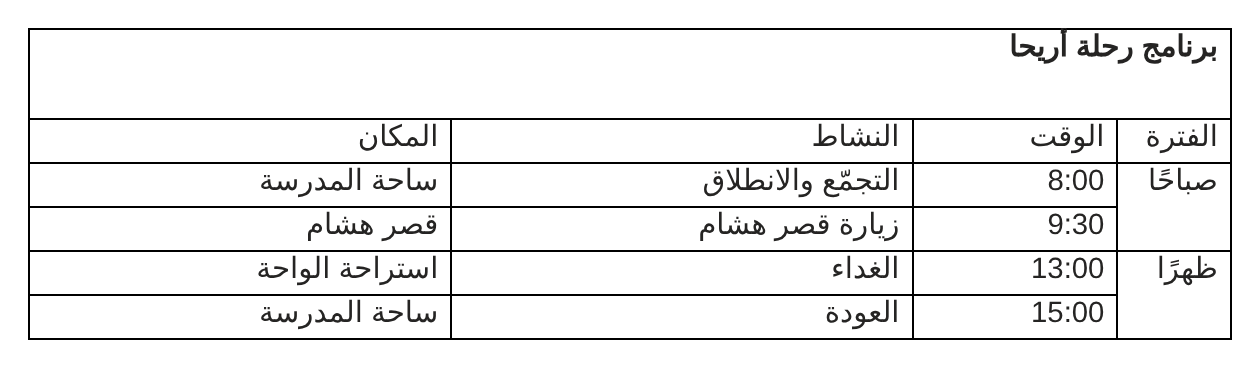 برنامج رحلة أريحا
الفترة الوقت النشاط المكان
صباحًا 8:00 التجمّع والانطلاق ساحة المدرسة
9:30 زيارة قصر هشام قصر هشام
ظهرًا 13:00 الغداء استراحة الواحة
15:00 العودة ساحة المدرسة